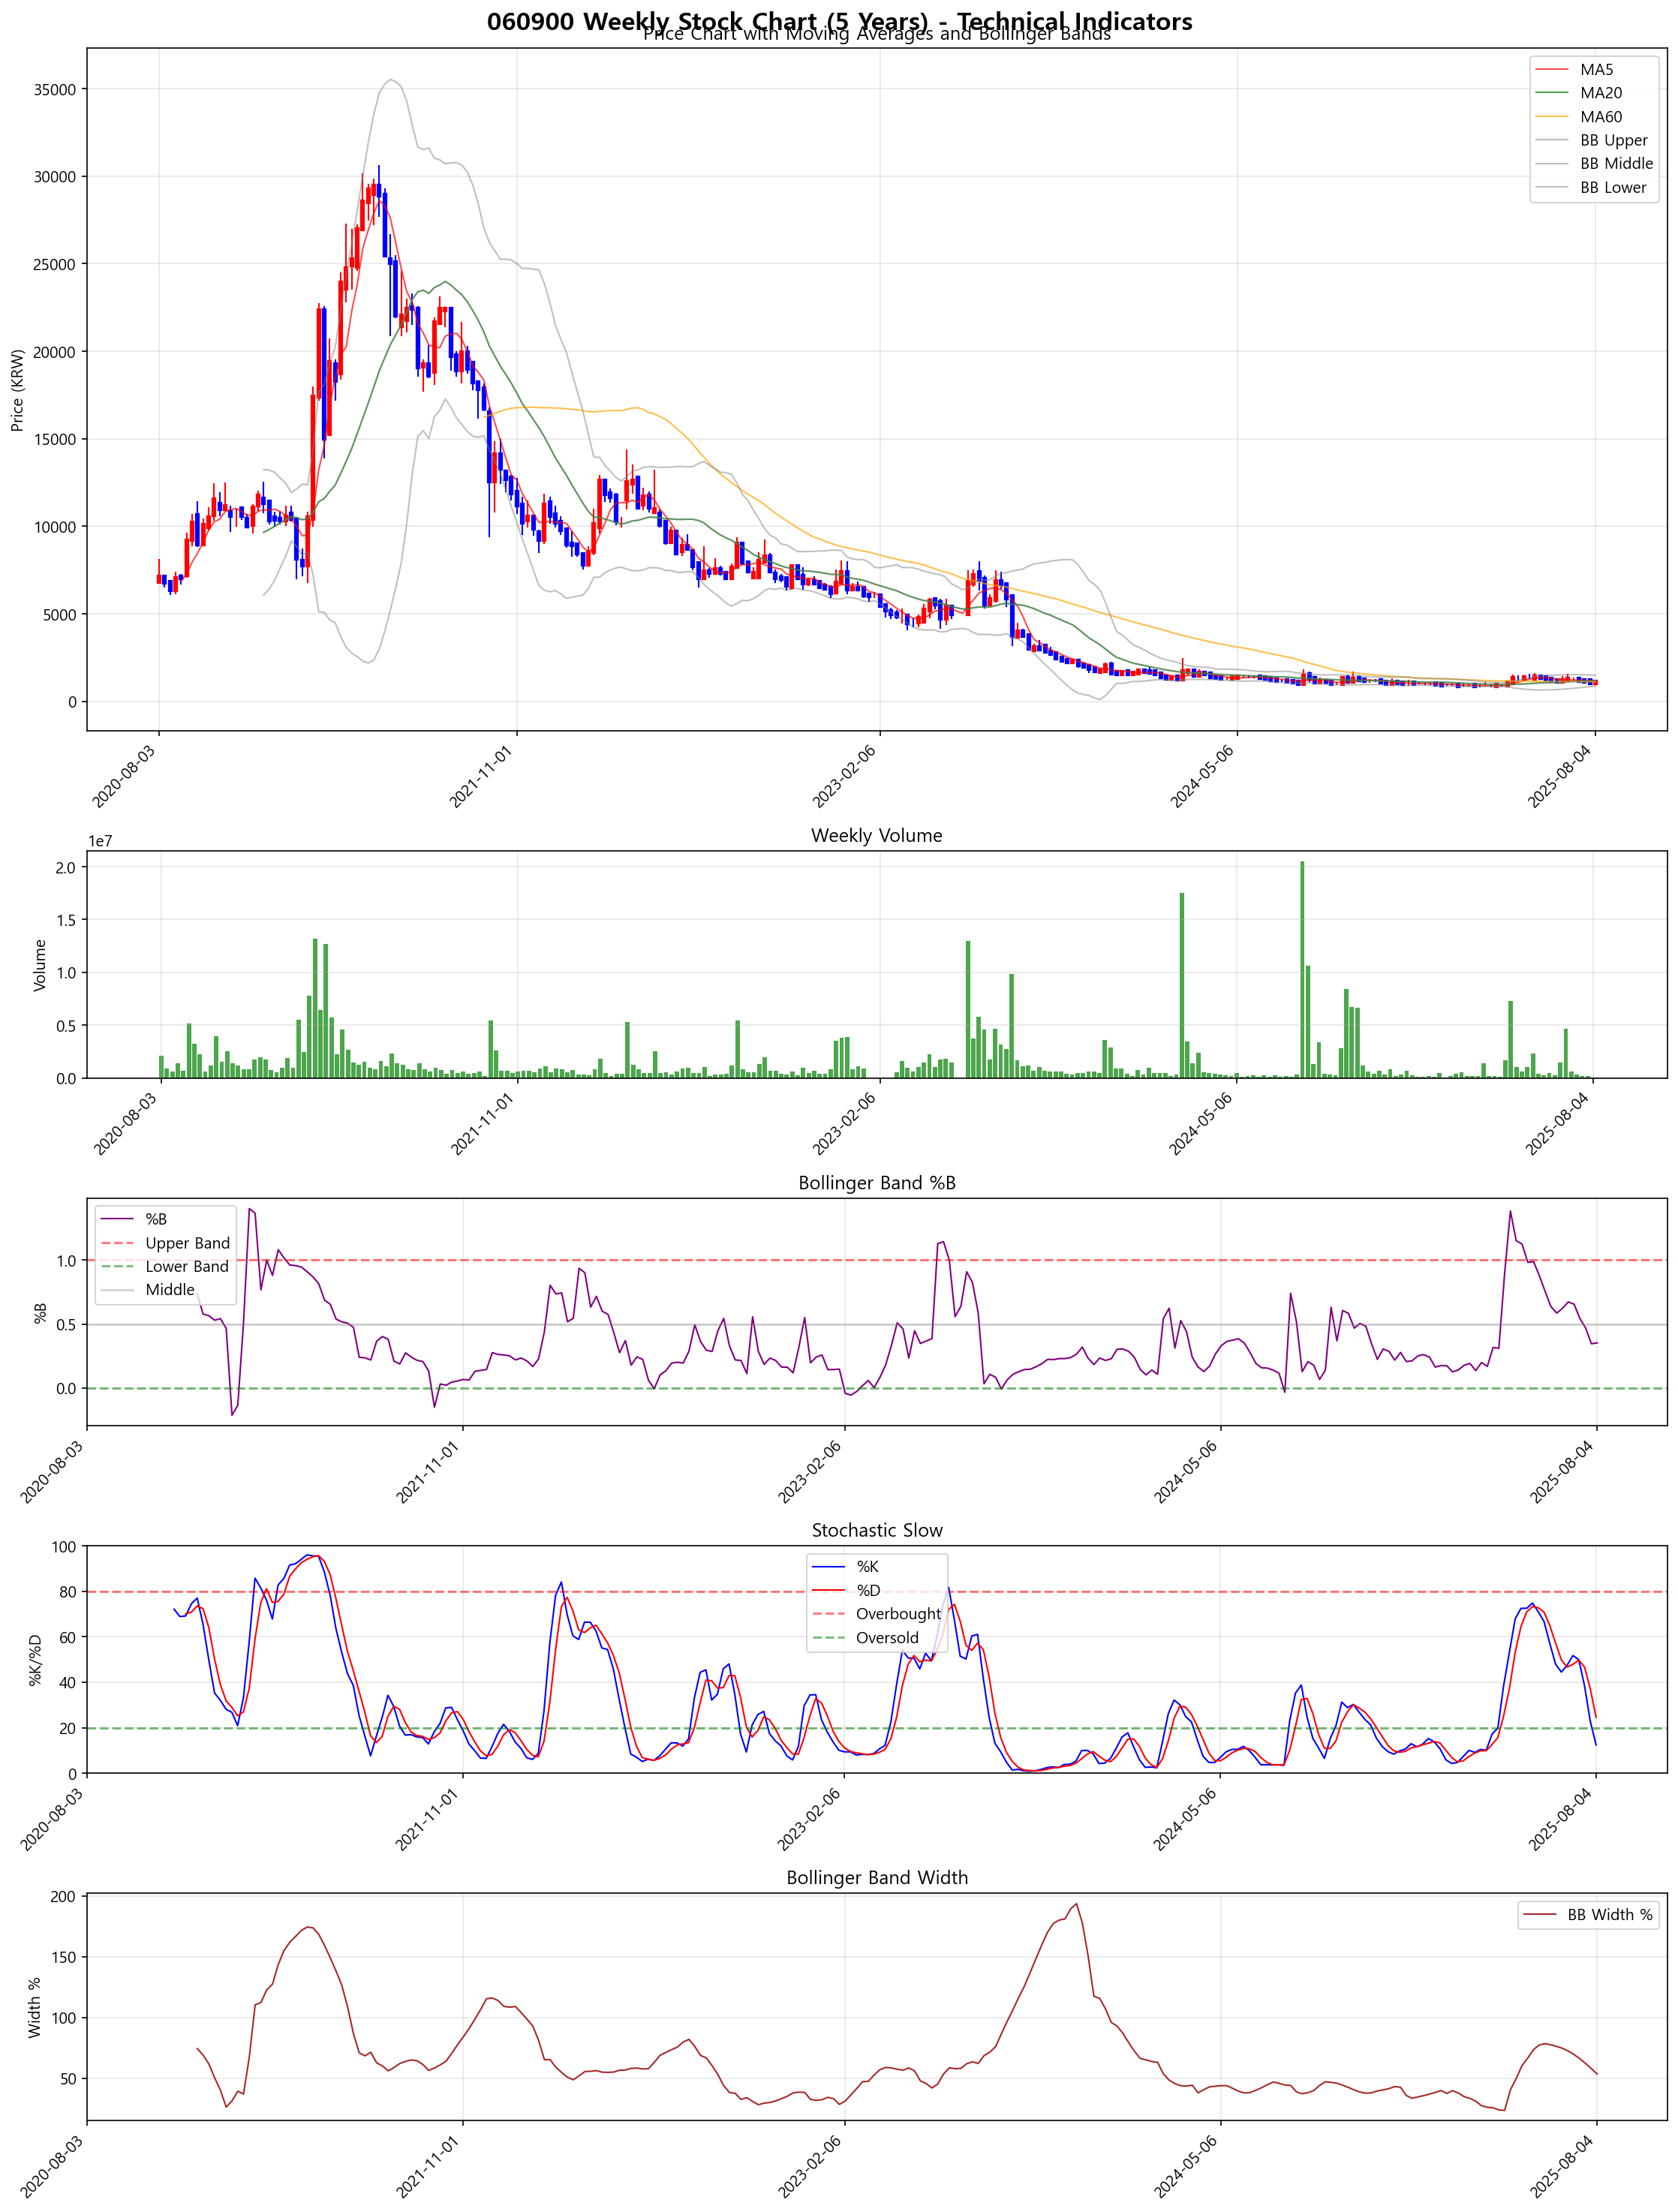 060900 Weekly Stock Chart (5 Years) - Technical Indicators
Price Chart with Moving Averages and Bollinger Bands
MA5
MA20
MA60
BB Upper
BB Middle
BB Lower
Price (KRW)
35000
30000
25000
20000
15000
10000
5000
0
2020-08-03
2021-11-01
2023-02-06
2024-05-06
2025-08-04
Weekly Volume
1e7
Volume
2.0
1.5
1.0
0.5
0.0
2020-08-03
2021-11-01
2023-02-06
2024-05-06
2025-08-04
Bollinger Band %B
%B
Upper Band
Lower Band
Middle
%B
1.0
0.5
0.0
2020-08-03
2021-11-01
2023-02-06
2024-05-06
2025-08-04
Stochastic Slow
%K
%D
Overbought
Oversold
%K/%D
100
80
60
40
20
0
2020-08-03
2021-11-01
2023-02-06
2024-05-06
2025-08-04
Bollinger Band Width
BB Width %
Width %
200
150
100
50
2020-08-03
2021-11-01
2023-02-06
2024-05-06
2025-08-04